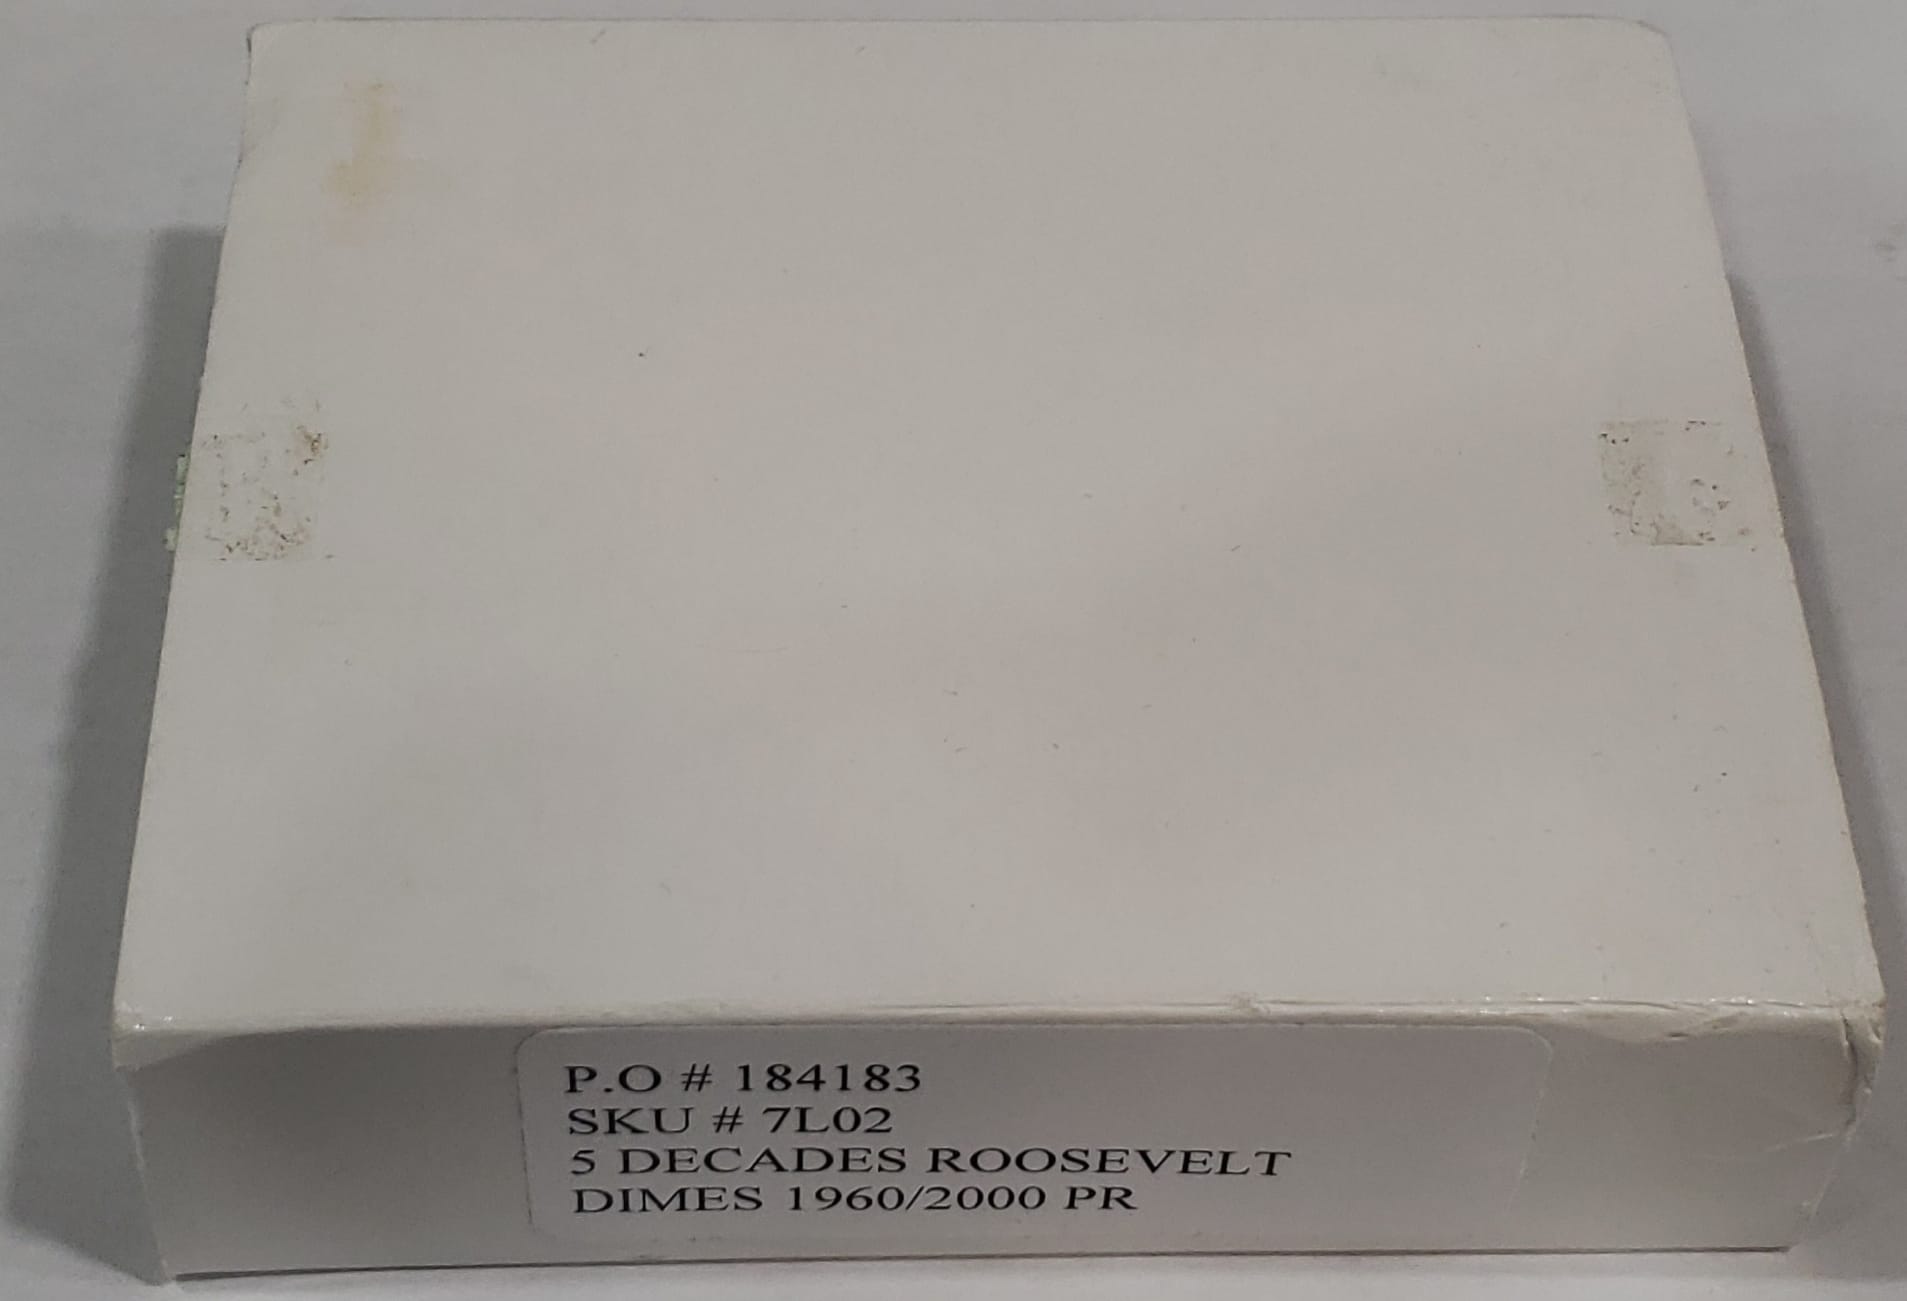 P.O # 184183
SKU # 7L02
5 DECADES ROOSEVELT
DIMES 1960/2000 PR